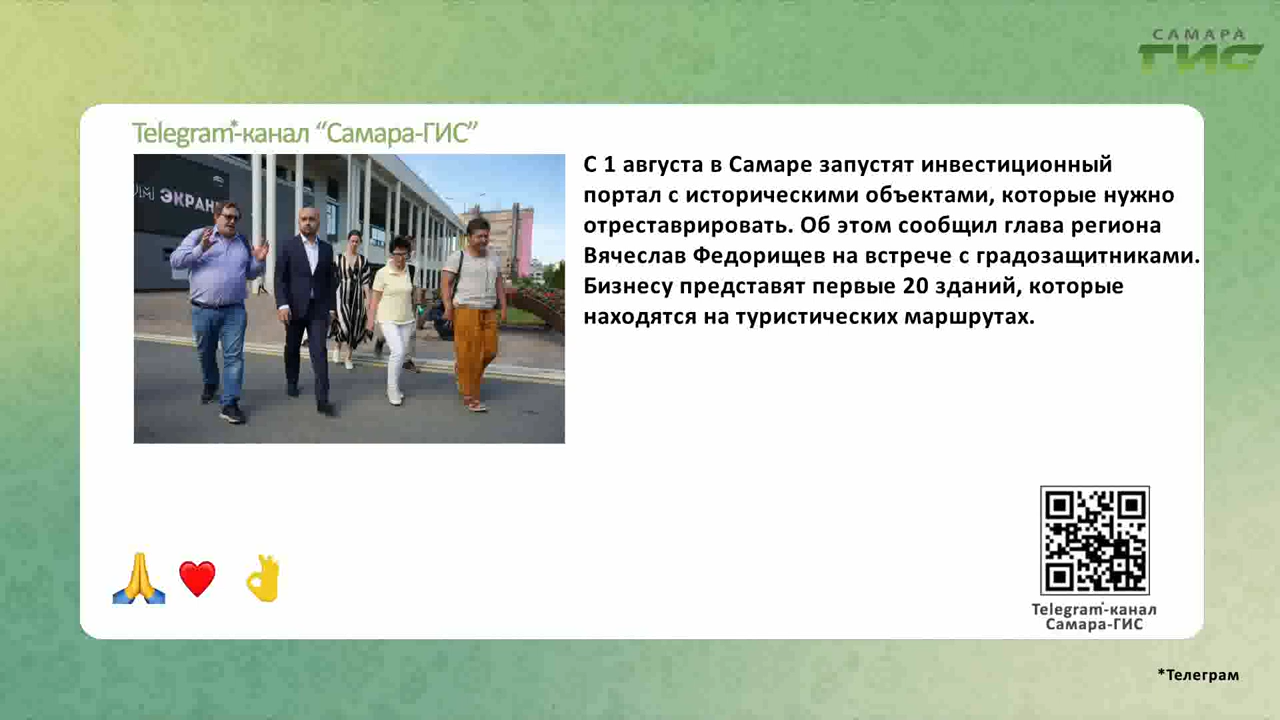 САМАРА
ГИС
Telegram*-канал “Самара-ГИС”
ЭКРАН
С 1 августа в Самаре запустят инвестиционный
портал с историческими объектами, которые нужно
отреставрировать. Об этом сообщил глава региона
Вячеслав Федорищев на встрече с градозащитниками.
Бизнесу представят первые 20 зданий, которые
находятся на туристических маршрутах.
Telegram*-канал
Самара-ГИС
*Телеграм